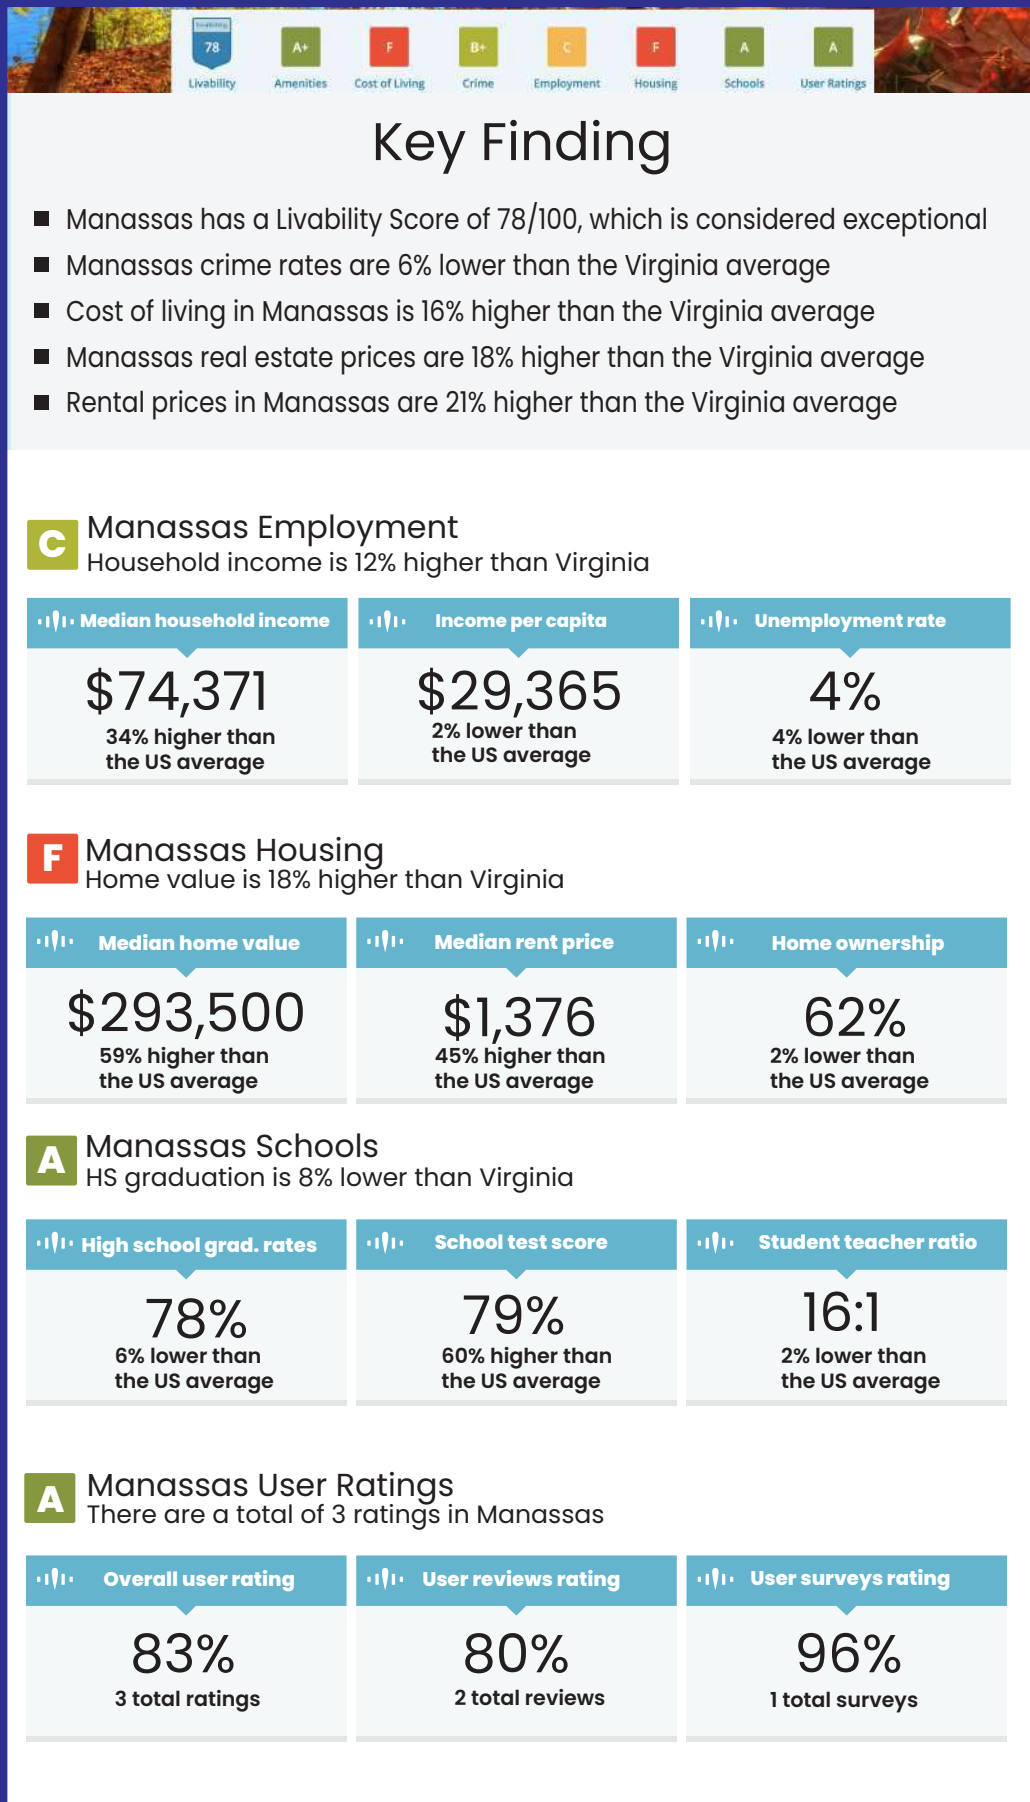 78
A+
F
B+
C
F
A
A
Livability
Amenities
Cost of Living
Crime
Employment
Housing
Schools
User Ratings
Key Finding
Manassas has a Livability Score of 78/100, which is considered exceptional
Manassas crime rates are 6% lower than the Virginia average
Cost of living in Manassas is 16% higher than the Virginia average
Manassas real estate prices are 18% higher than the Virginia average
Rental prices in Manassas are 21% higher than the Virginia average
C
Manassas Employment
Household income is 12% higher than Virginia
Median household income
$74,371
34% higher than
the US average
Income per capita
$29,365
2% lower than
the US average
Unemployment rate
4%
4% lower than
the US average
F
Manassas Housing
Home value is 18% higher than Virginia
Median home value
$293,500
59% higher than
the US average
Median rent price
$1,376
45% higher than
the US average
Home ownership
62%
2% lower than
the US average
A
Manassas Schools
HS graduation is 8% lower than Virginia
High school grad. rates
78%
6% lower than
the US average
School test score
79%
60% higher than
the US average
Student teacher ratio
16:1
2% lower than
the US average
A
Manassas User Ratings
There are a total of 3 ratings in Manassas
Overall user rating
83%
3 total ratings
User reviews rating
80%
2 total reviews
User surveys rating
96%
1 total surveys